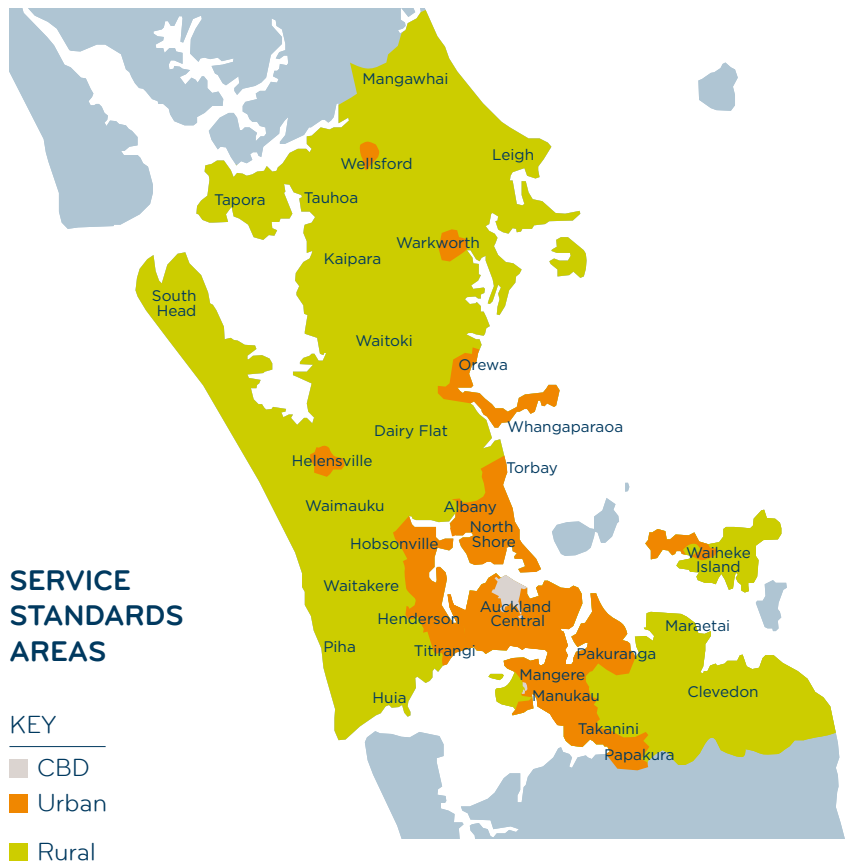 Mangawhai
Wellsford
Leigh
Tapora
Tauhoa
Warkworth
Kaipara
South
Head
Waitoki
Orewa
Whangaparaoa
Dairy Flat
Helensville
Torbay
Waimauku
Albany
North
Shore
Hobsonville
Waiheke
Island
Waitakere
Auckland
Central
Henderson
Maraetai
Piha
Titirangi
Pakuranga
Mangere
Manukau
Clevedon
Huia
Takanini
Papakura
SERVICE
STANDARDS
AREAS
KEY
CBD
Urban
Rural